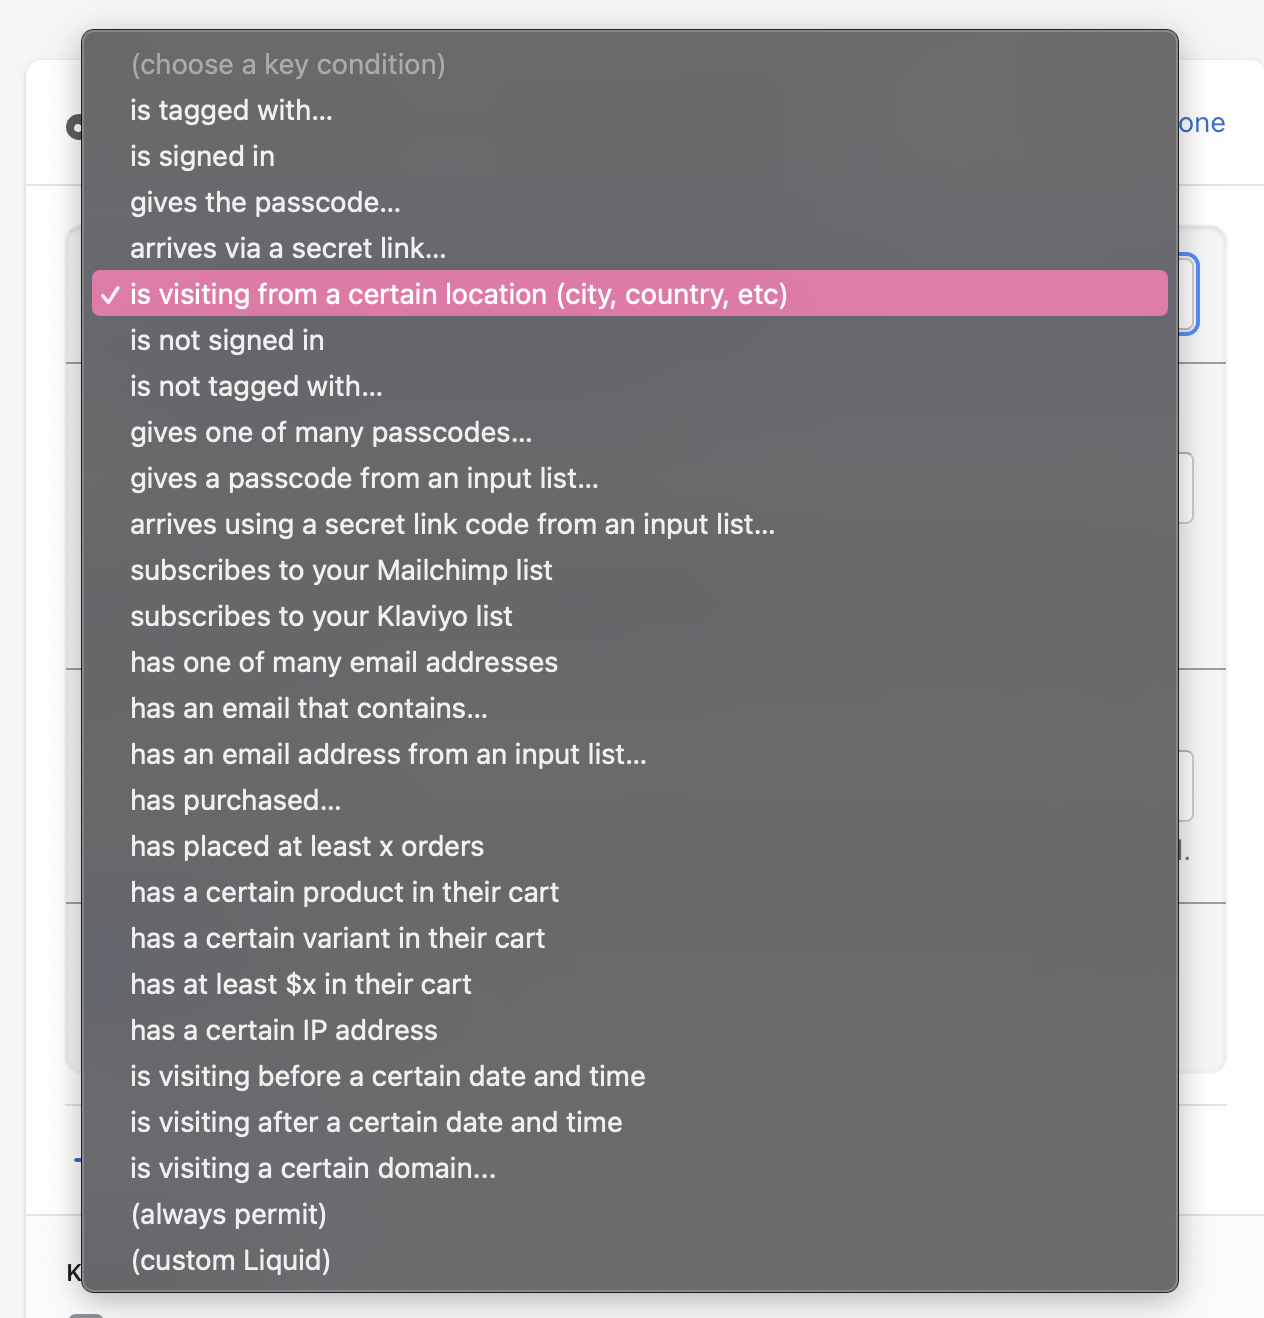 (choose a key condition)
is tagged with...
one
is signed in
gives the passcode...
arrives via a secret link...
✓ is visiting from a certain location (city, country, etc)
is not signed in
is not tagged with...
gives one of many passcodes...
gives a passcode from an input list...
arrives using a secret link code from an input list...
subscribes to your Mailchimp list
subscribes to your Klaviyo list
has one of many email addresses
has an email that contains...
has an email address from an input list...
has purchased...
has placed at least x orders
has a certain product in their cart
has a certain variant in their cart
has at least $x in their cart
has a certain IP address
is visiting before a certain date and time
is visiting after a certain date and time
is visiting a certain domain...
(always permit)
(custom Liquid)
K